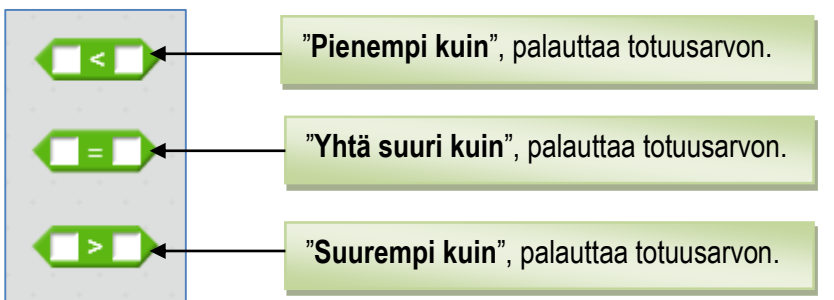 <
”Pienempi kuin”, palauttaa totuusarvon.
=
”Yhtä suuri kuin”, palauttaa totuusarvon.
>
”Suurempi kuin”, palauttaa totuusarvon.